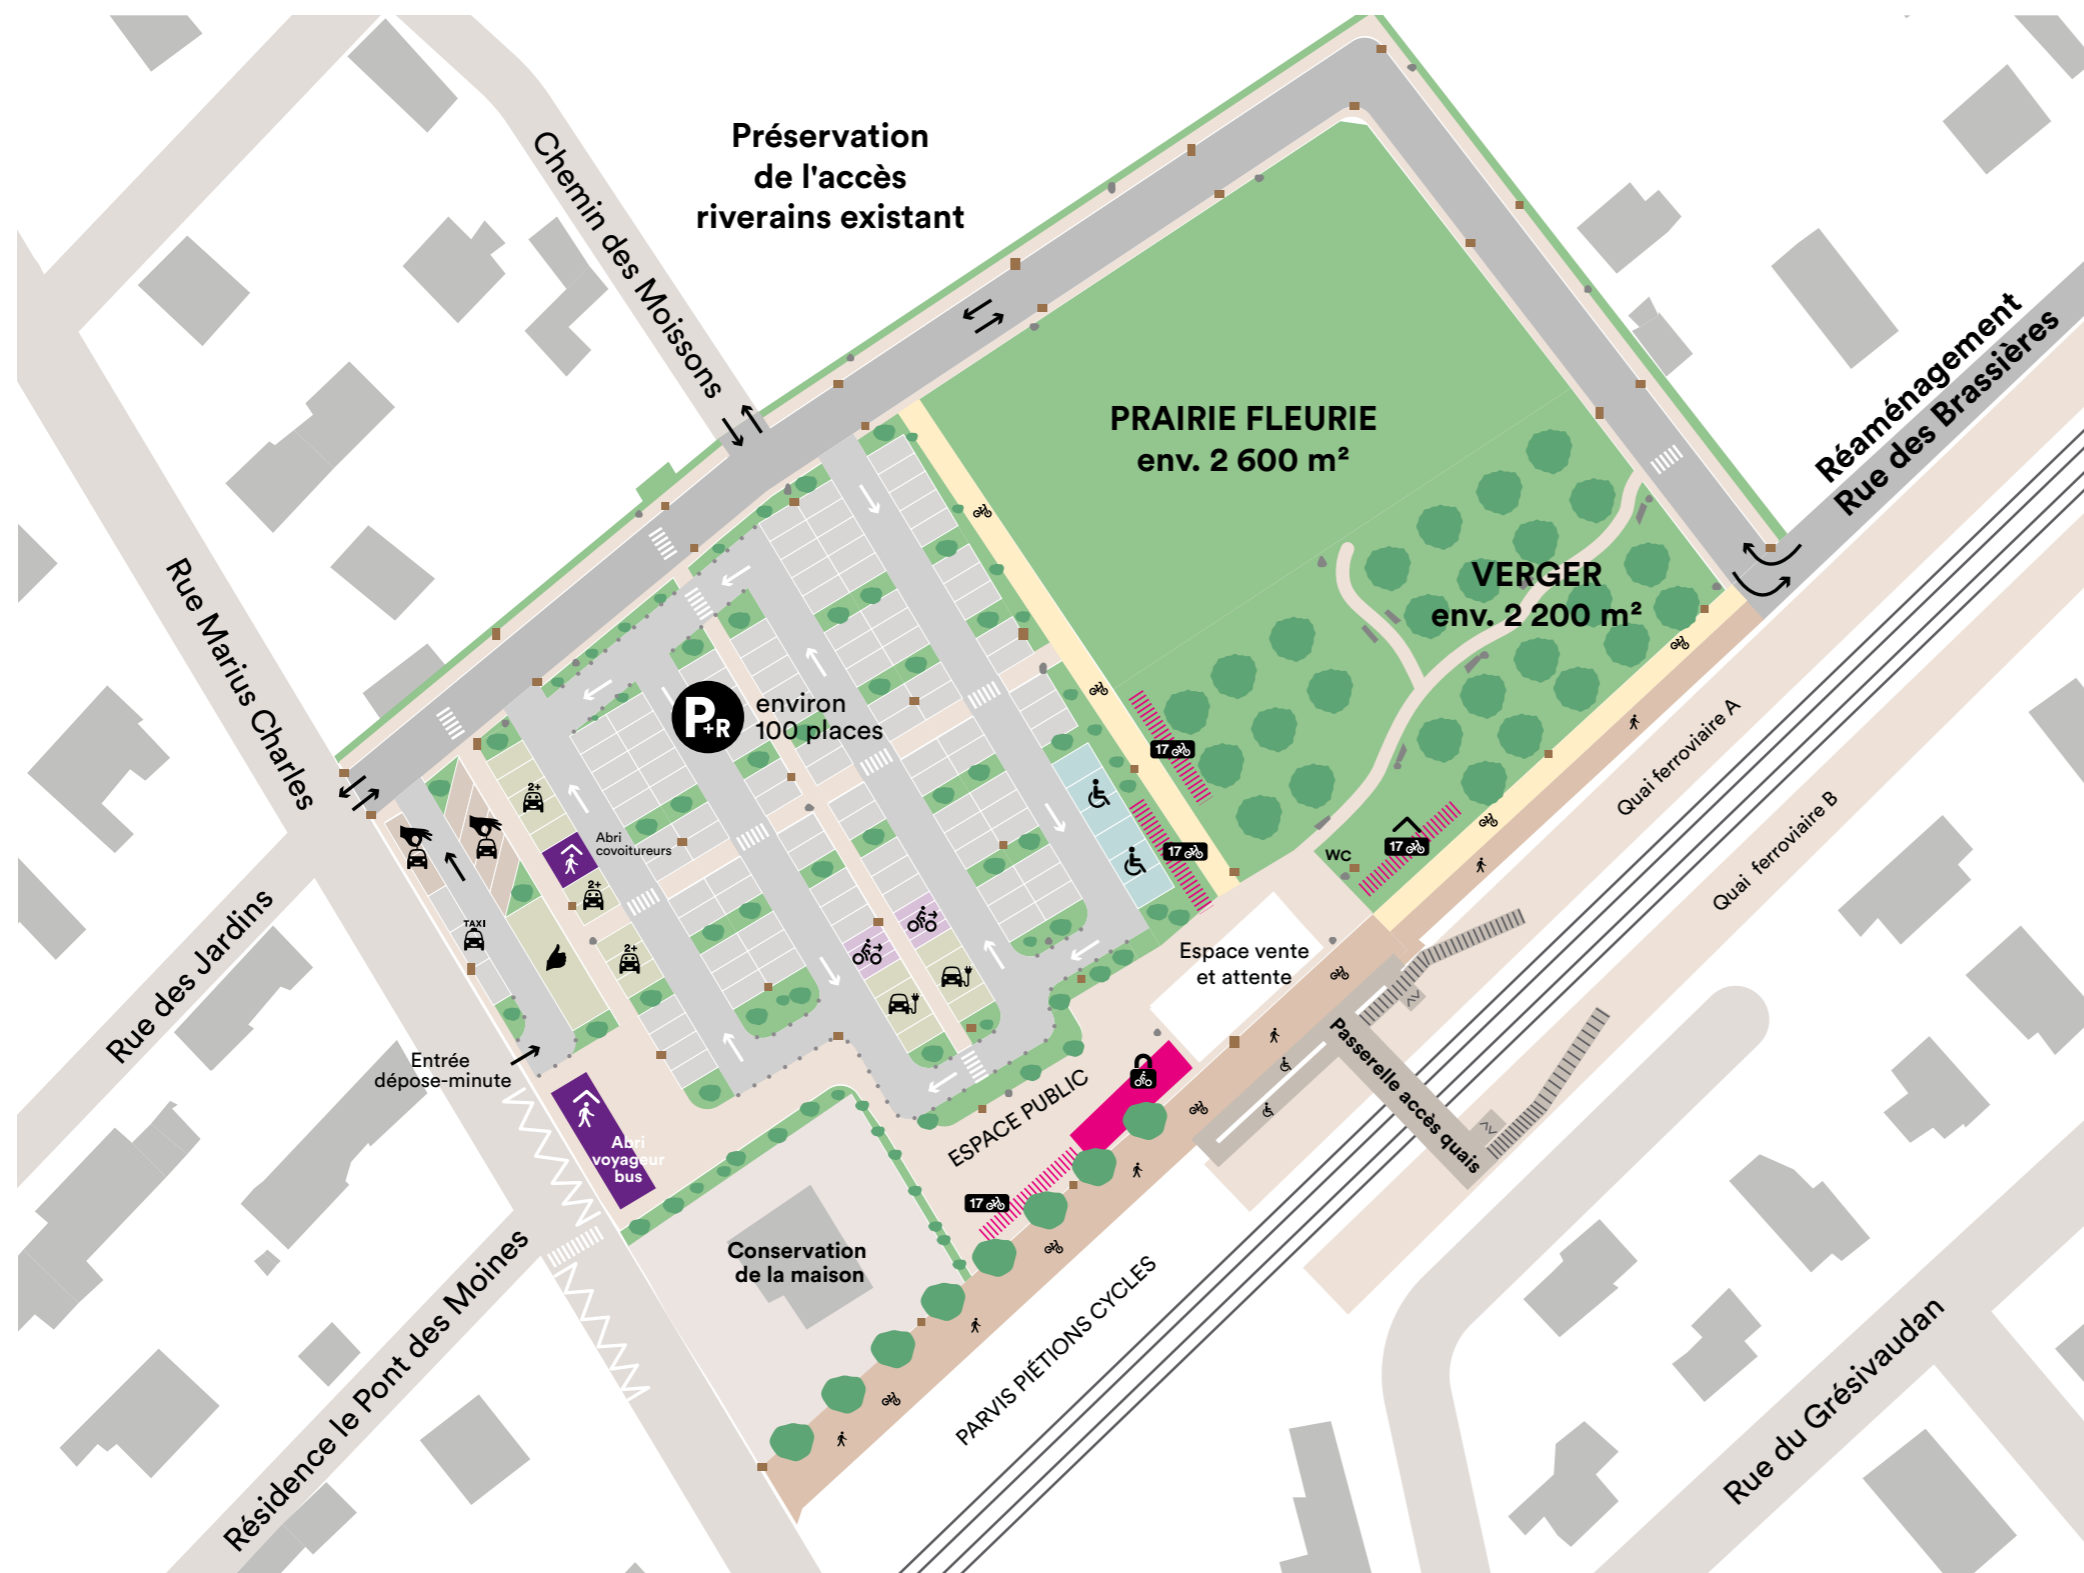 Préservation
de l'accès
riverains existant
Chemin des Moissons
PRAIRIE FLEURIE
env. 2 600 m²
Réaménagement
Rue des Brassières
VERGER
env. 2 200 m²
Rue Marius Charles
P+R
environ
100 places
17
17
17
WC
2+
Abri
covoitureurs
2+
2+
TAXI
Quai ferroviaire A
Quai ferroviaire B
Rue des Jardins
Espace vente
et attente
Passerelle accès quais
Entrée
dépose-minute
Abri
voyageur
bus
ESPACE PUBLIC
17
Conservation
de la maison
PARVIS PIÉTIONS CYCLES
Résidence le Pont des Moines
Rue du Grésivaudan